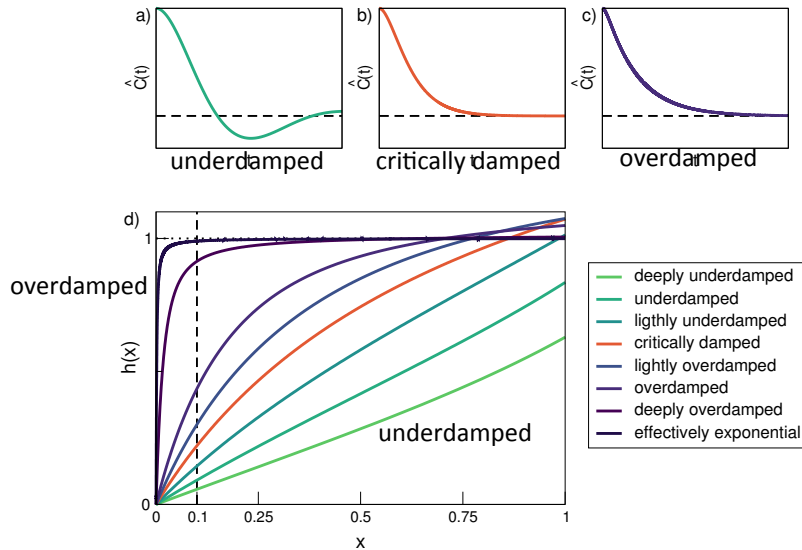 a)
b)
c)
Ĉ(t)
Ĉ(t)
Ĉ(t)
t
t
underdamped
critically damped
overdamped
d)
1
overdamped
h(x)
underdamped
0
0
0.1
0.25
0.5
0.75
1
x
deeply underdamped
underdamped
ligthly underdamped
critically damped
lightly overdamped
overdamped
deeply overdamped
effectively exponential